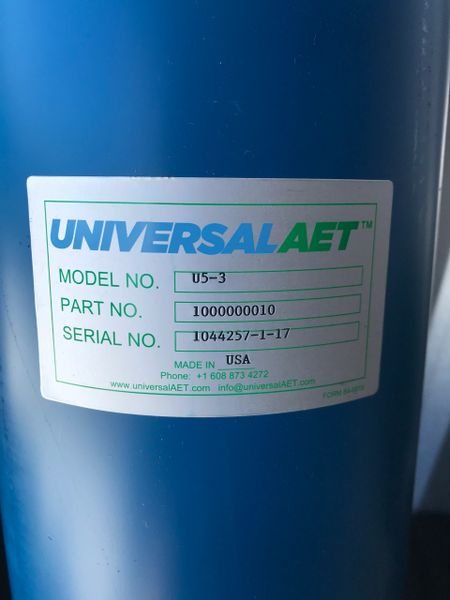 UNIVERSALAET™
MODEL NO. U5-3
PART NO. 1000000010
SERIAL NO. 1044257-1-17
MADE IN USA
Phone: +1 608 873 4272
www.universalAET.com info@universalAET.com
FORM